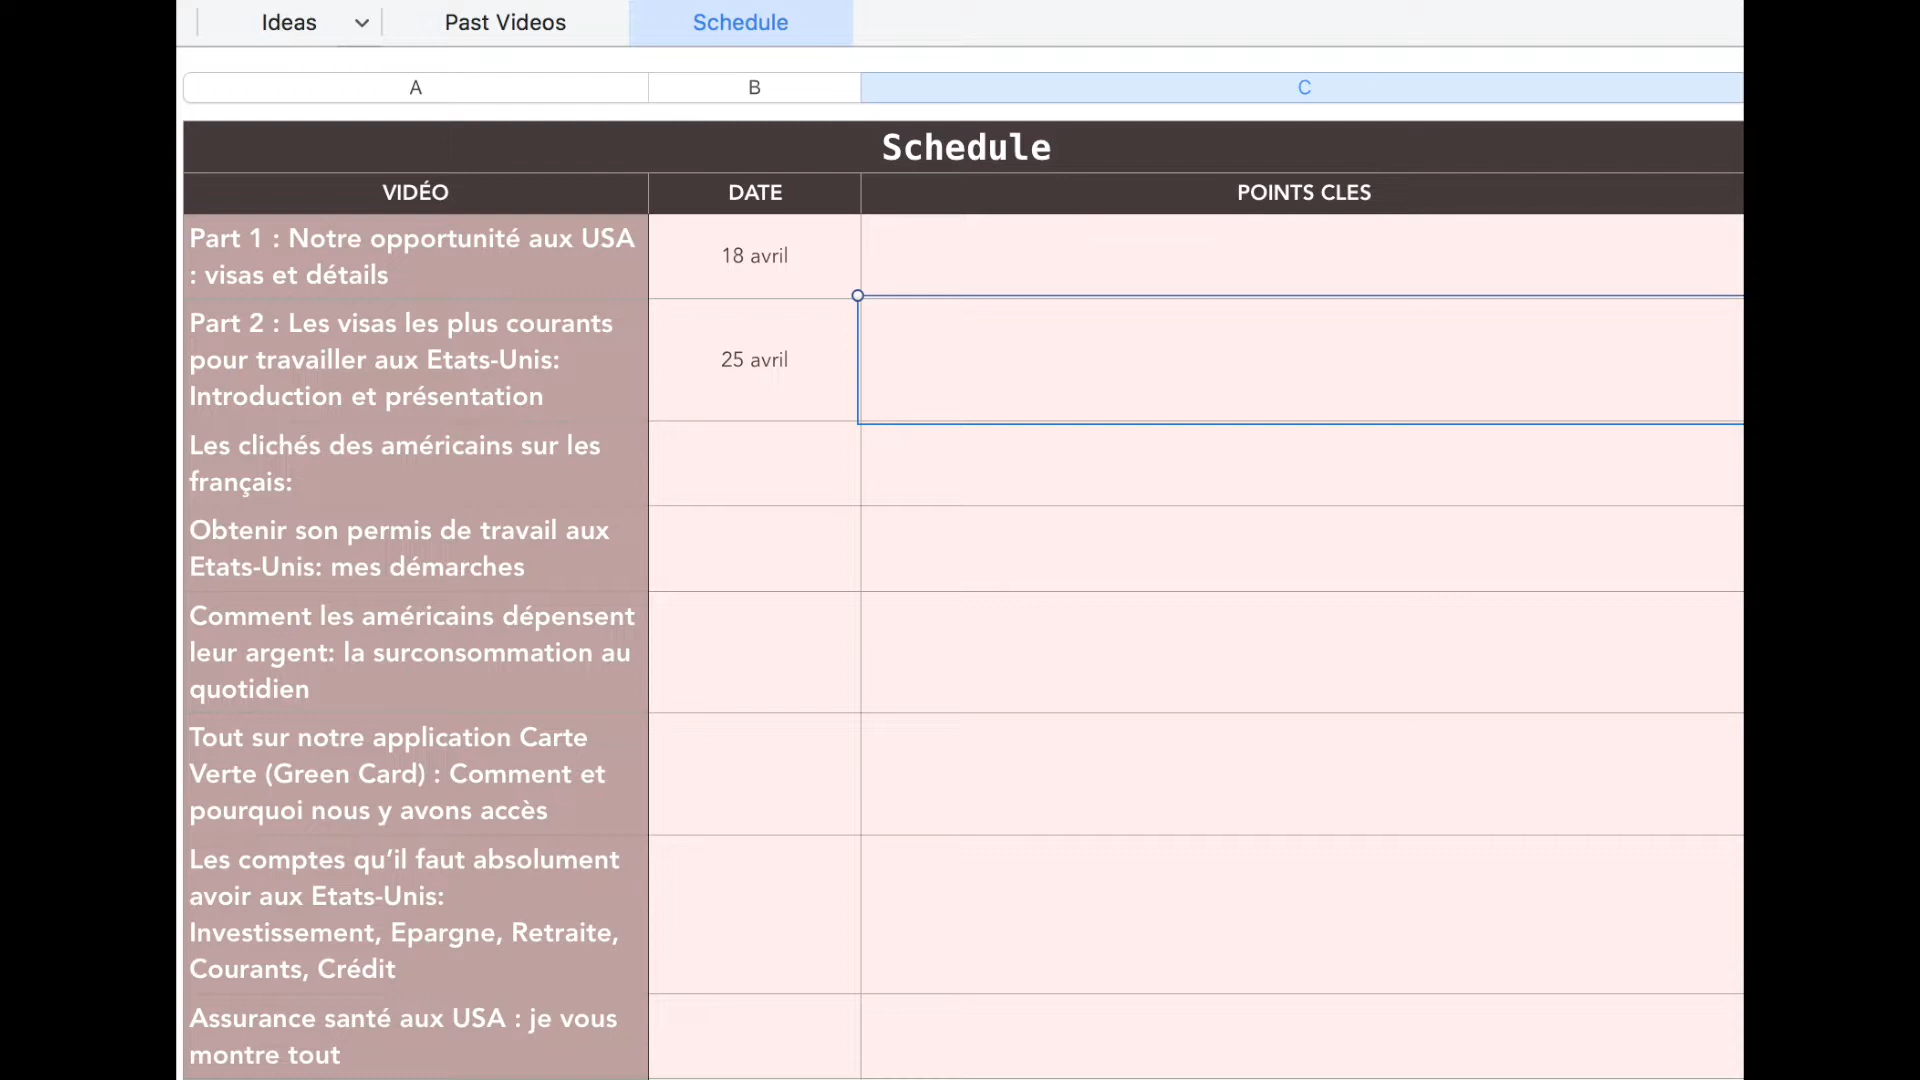 Ideas
Past Videos
Schedule
A
B
C
Schedule
VIDÉO
DATE
POINTS CLES
Part 1 : Notre opportunité aux USA
: visas et détails
18 avril
Part 2 : Les visas les plus courants
pour travailler aux Etats-Unis:
Introduction et présentation
25 avril
Les clichés des américains sur les
français:
Obtenir son permis de travail aux
Etats-Unis: mes démarches
Comment les américains dépensent
leur argent: la surconsommation au
quotidien
Tout sur notre application Carte
Verte (Green Card) : Comment et
pourquoi nous y avons accès
Les comptes qu’il faut absolument
avoir aux Etats-Unis:
Investissement, Epargne, Retraite,
Courants, Crédit
Assurance santé aux USA : je vous
montre tout